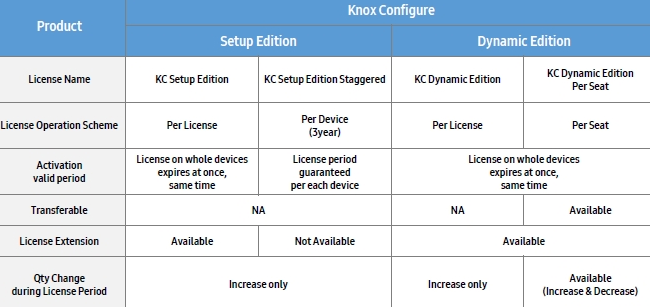 Product
Knox Configure
Setup Edition
Dynamic Edition
License Name
KC Setup Edition
KC Setup Edition Staggered
KC Dynamic Edition
KC Dynamic Edition
Per Seat
License Operation Scheme
Per License
Per Device
(3year)
Per License
Per Seat
Activation
valid period
License on whole devices
expires at once,
same time
License period
guaranteed
per each device
License on whole devices
expires at once,
same time
Transferable
NA
NA
Available
License Extension
Available
Not Available
Available
Qty Change
during License Period
Increase only
Increase only
Available
(Increase & Decrease)